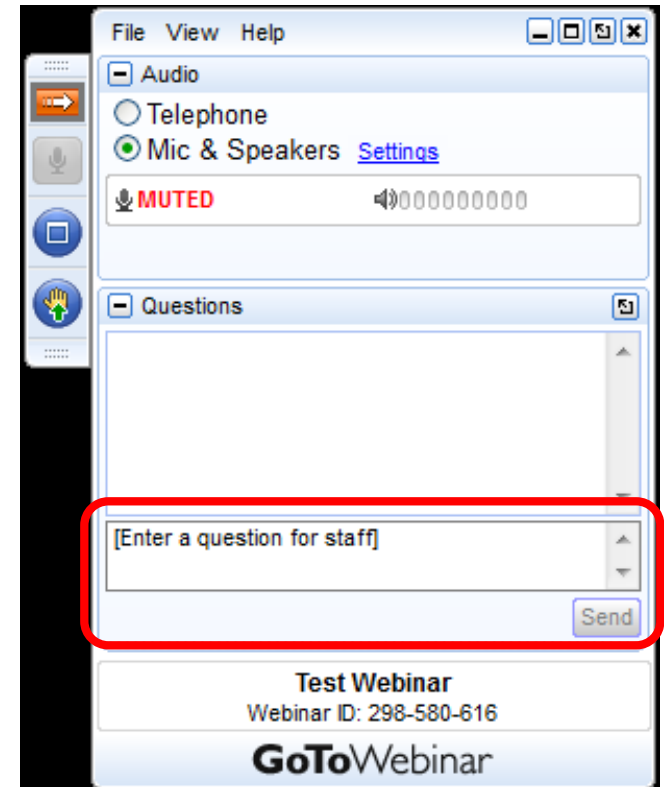 File View Help
Audio
Telephone
Mic & Speakers Settings
MUTED 000000000
Questions
[Enter a question for staff]
Send
Test Webinar
Webinar ID: 298-580-616
GoToWebinar